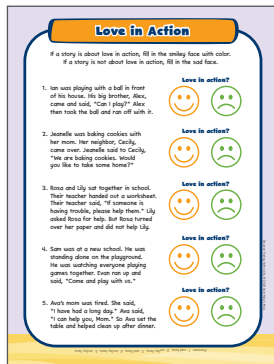 Love in Action
If a story is about love in action, fill in the smiley face with color.
If a story is not about love in action, fill in the sad face.
Love in action?
1. Ian was playing with a ball in front
of his house. His big brother, Alex,
came and said, "Can I play?" Alex
then took the ball and ran off with it.
Love in action?
2. Jeanelle was baking cookies with
her mom. Her neighbor, Cecily,
came over. Jeanelle said to Cecily,
"We are baking cookies. Would
you like to take some home?"
Love in action?
3. Rosa and Lily sat together in school.
Their teacher handed out a worksheet.
Their teacher said, "If someone is
having trouble, please help them." Lily
asked Rosa for help. But Rosa turned
over her paper and did not help Lily.
Love in action?
4. Sam was at a new school. He was
standing alone on the playground.
He was watching everyone playing
games together. Evan ran up and
said, "Come and play with us."
Love in action?
5. Ava's mom was tired. She said,
"I have had a long day." Ava said,
"I can help you, Mom." So Ava set the
table and helped clean up after dinner.